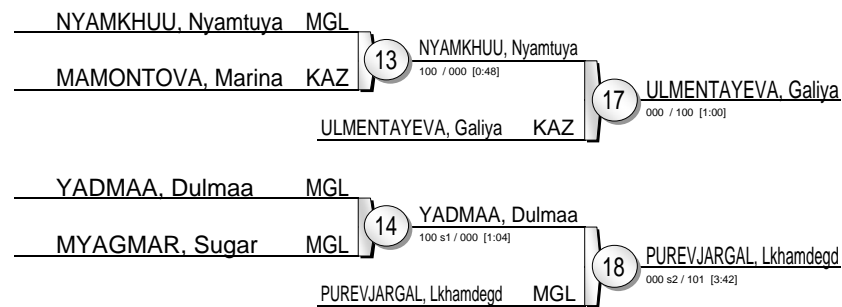 NYAMKHUU, Nyamtuya MGL
13 NYAMKHUU, Nyamtuya
100 / 000 [0:48]
MAMONTOVA, Marina KAZ
17 ULMENTAYEVA, Galiya
000 / 100 [1:00]
ULMENTAYEVA, Galiya KAZ
YADMAA, Dulmaa MGL
14 YADMAA, Dulmaa
100 s1 / 000 [1:04]
MYAGMAR, Sugar MGL
18 PUREVJARGAL, Lkhamdegd
000 s2 / 101 [3:42]
PUREVJARGAL, Lkhamdegd MGL